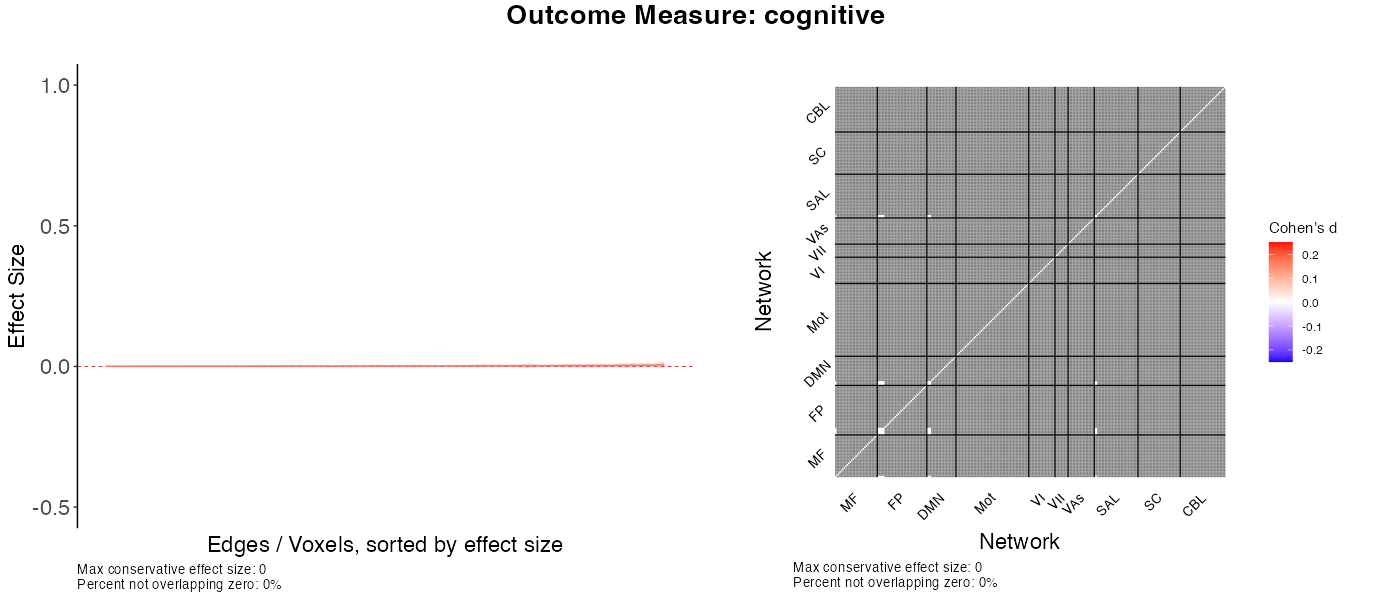 Outcome Measure: cognitive
Effect Size
1.0
0.5
0.0
-0.5
Edges / Voxels, sorted by effect size
Max conservative effect size: 0
Percent not overlapping zero: 0%
Network
CBL
SC
SAL
VAs
VII
VI
Mot
DMN
FP
MF
MF
FP
DMN
Mot
VI
VII
VAs
SAL
SC
CBL
Network
Max conservative effect size: 0
Percent not overlapping zero: 0%
Cohen's d
0.2
0.1
0.0
-0.1
-0.2